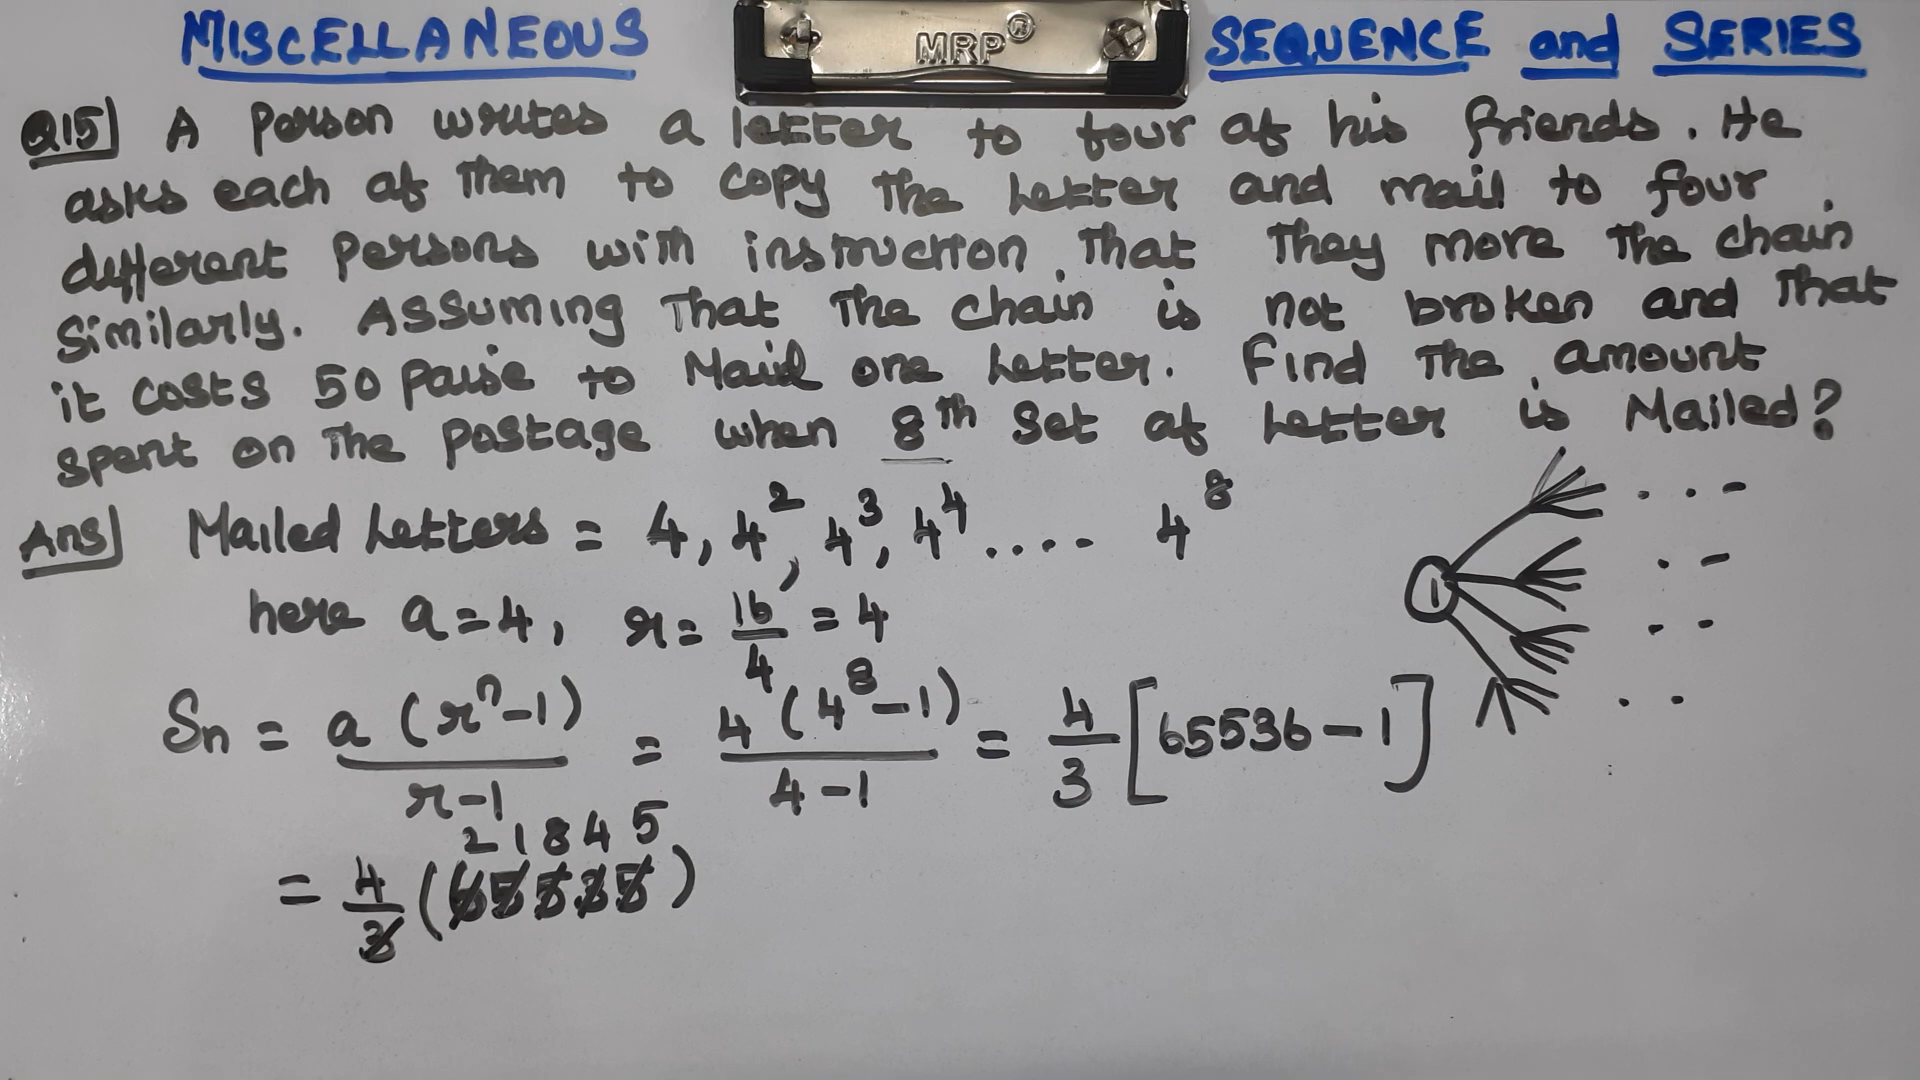 MISCELLANEOUS MRP® SEQUENCE and SERIES
Q15] A Person writes a letter to four of his friends. He
asks each of them to copy the Letter and mail to four
different Persons with instruction that they move the chain
Similarly. Assuming that the chain is not broken and that
it costs 50 Paise to Mail one Letter. Find the amount
spent on the postage when 8th Set of Letter is Mailed?
Ans] Mailed Letters = 4, 4², 4³, 4⁴ .... 4⁸
here a=4, r= 16/4 = 4
Sn = a(rⁿ-1)/r-1 = 4(4⁸-1)/4-1 = 4/3 [65536-1]
21845
= 4/3 (65535)
1